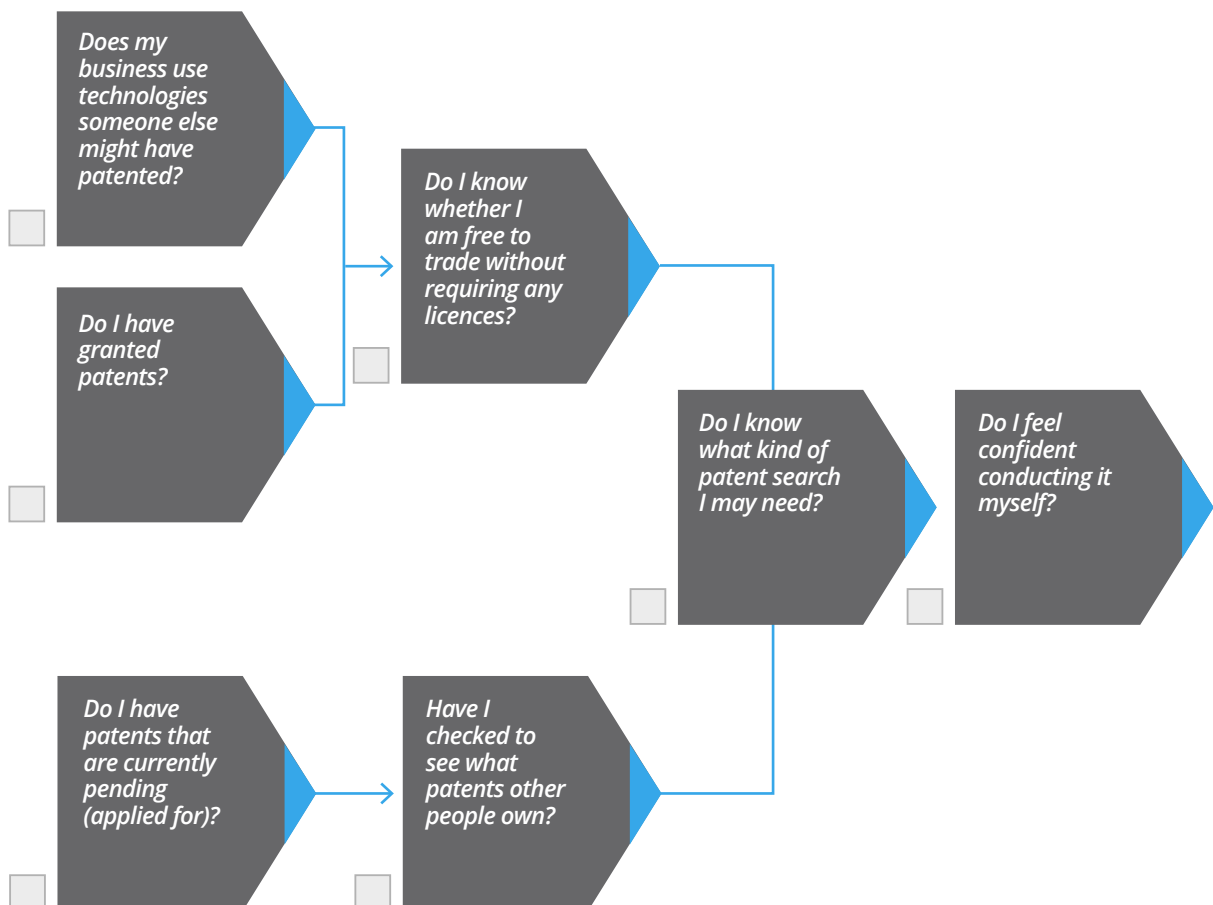 Does my
business use
technologies
someone else
might have
patented?
Do I have
granted
patents?
Do I know
whether I
am free to
trade without
requiring any
licences?
Do I know
what kind of
patent search
I may need?
Do I feel
confident
conducting it
myself?
Do I have
patents that
are currently
pending
(applied for)?
Have I
checked to
see what
patents other
people own?